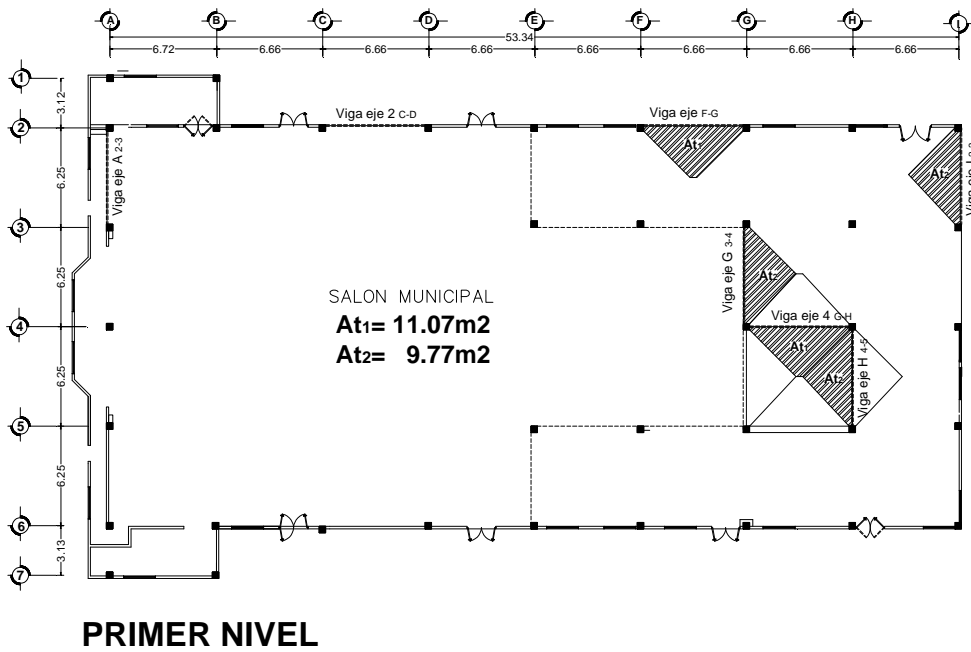 A B C D E F G H I
53.34
6.72 6.66 6.66 6.66 6.66 6.66 6.66 6.66
1
3.12
2
Viga eje 2 C-D
Viga eje F-G
At1
At2
Viga eje A 2-3
6.25
3
Viga eje G 3-4
At2
6.25
SALON MUNICIPAL
At1= 11.07m2
At2= 9.77m2
4
Viga eje 4 G-H
At1
At2
Viga eje H 4-5
6.25
5
6.25
6
3.13
7
PRIMER NIVEL